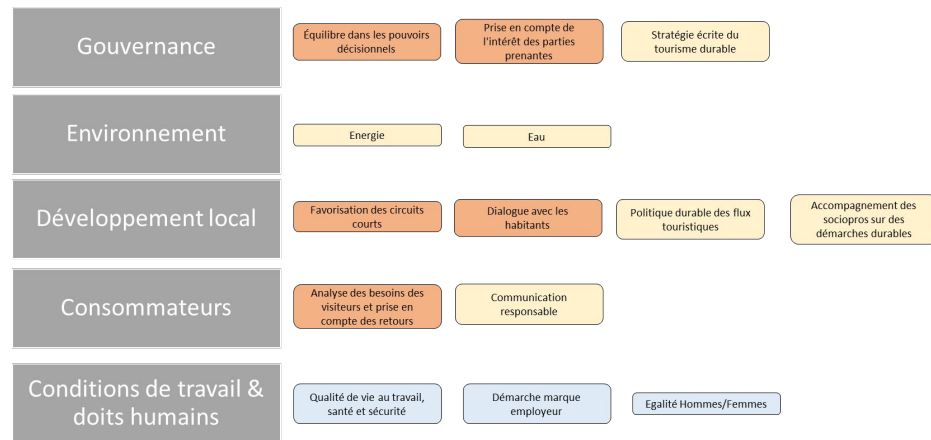 Gouvernance
Équilibre dans les pouvoirs
décisionnels
Prise en compte de
l'intérêt des parties
prenantes
Stratégie écrite du
tourisme durable
Environnement
Energie
Eau
Développement local
Favorisation des circuits
courts
Dialogue avec les
habitants
Politique durable des flux
touristiques
Accompagnement des
sociopros sur des
démarches durables
Consommateurs
Analyse des besoins des
visiteurs et prise en
compte des retours
Communication
responsable
Conditions de travail &
doits humains
Qualité de vie au travail,
santé et sécurité
Démarche marque
employeur
Egalité Hommes/Femmes